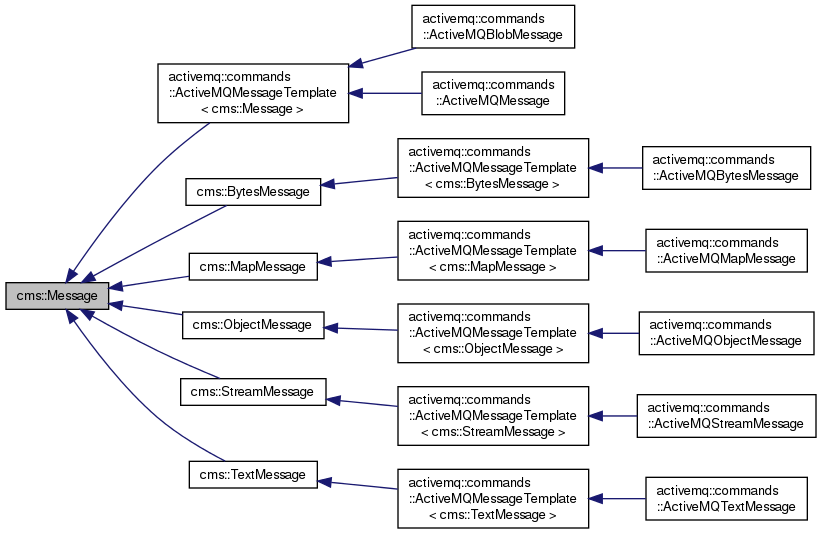 activemq::commands
::ActiveMQBlobMessage
activemq::commands
::ActiveMQMessageTemplate
< cms::Message >
activemq::commands
::ActiveMQMessage
activemq::commands
::ActiveMQMessageTemplate
< cms::BytesMessage >
activemq::commands
::ActiveMQBytesMessage
cms::BytesMessage
activemq::commands
::ActiveMQMessageTemplate
< cms::MapMessage >
activemq::commands
::ActiveMQMapMessage
cms::MapMessage
cms::Message
cms::ObjectMessage
activemq::commands
::ActiveMQMessageTemplate
< cms::ObjectMessage >
activemq::commands
::ActiveMQObjectMessage
cms::StreamMessage
activemq::commands
::ActiveMQMessageTemplate
< cms::StreamMessage >
activemq::commands
::ActiveMQStreamMessage
cms::TextMessage
activemq::commands
::ActiveMQMessageTemplate
< cms::TextMessage >
activemq::commands
::ActiveMQTextMessage